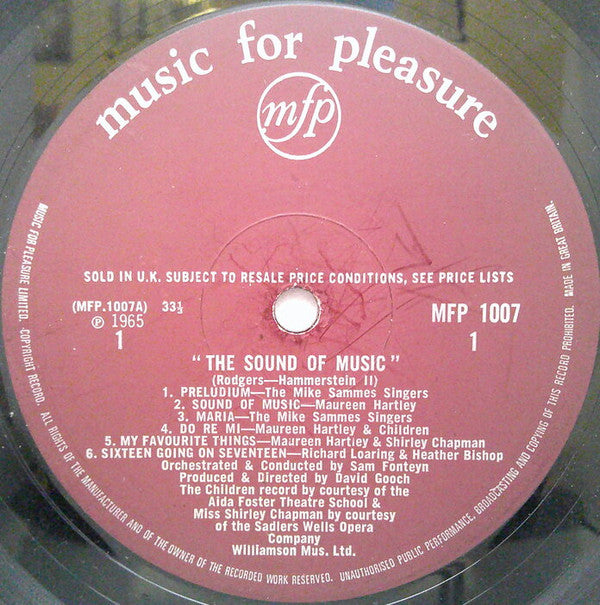 music for pleasure
mfp
SOLD IN U.K. SUBJECT TO RESALE PRICE CONDITIONS, SEE PRICE LISTS
(MFP.1007A) 33⅓
℗ 1965
1
MFP 1007
1
" THE SOUND OF MUSIC "
(Rodgers—Hammerstein II)
1. PRELUDIUM—The Mike Sammes Singers
2. SOUND OF MUSIC—Maureen Hartley
3. MARIA—The Mike Sammes Singers
4. DO RE MI—Maureen Hartley & Children
5. MY FAVOURITE THINGS—Maureen Hartley & Shirley Chapman
6. SIXTEEN GOING ON SEVENTEEN—Richard Loaring & Heather Bishop
Orchestrated & Conducted by Sam Fonteyn
Produced & Directed by David Gooch
The Children record by courtesy of the
Aida Foster Theatre School &
Miss Shirley Chapman by courtesy
of the Sadlers Wells Opera
Company
Williamson Mus. Ltd.
MUSIC FOR PLEASURE LIMITED. COPYRIGHT RECORD. ALL RIGHTS OF THE MANUFACTURER AND OF THE OWNER OF THE RECORDED WORK RESERVED. UNAUTHORISED PUBLIC PERFORMANCE, BROADCASTING AND COPYING OF THIS RECORD PROHIBITED. MADE IN GREAT BRITAIN.